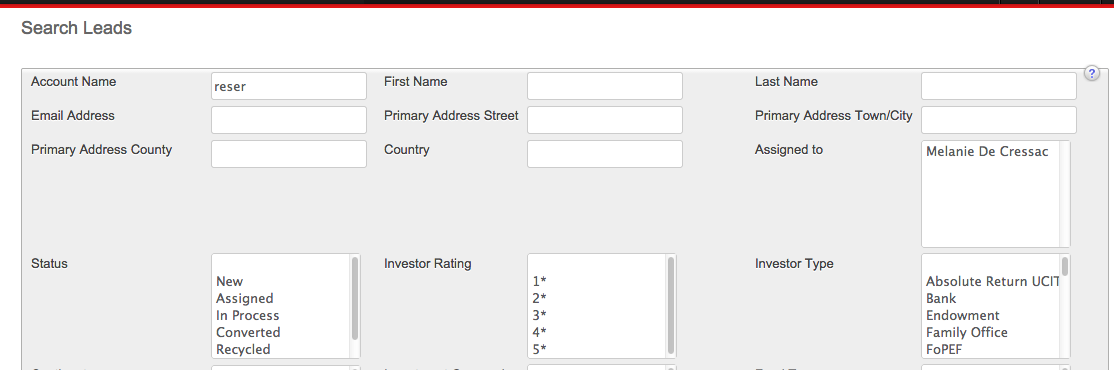 Search Leads
Account Name reser First Name Last Name
Email Address Primary Address Street Primary Address Town/City
Primary Address County Country Assigned to Melanie De Cressac
Status Investor Rating Investor Type
New 1* Absolute Return UCIT
Assigned 2* Bank
In Process 3* Endowment
Converted 4* Family Office
Recycled 5* FoPEF
?